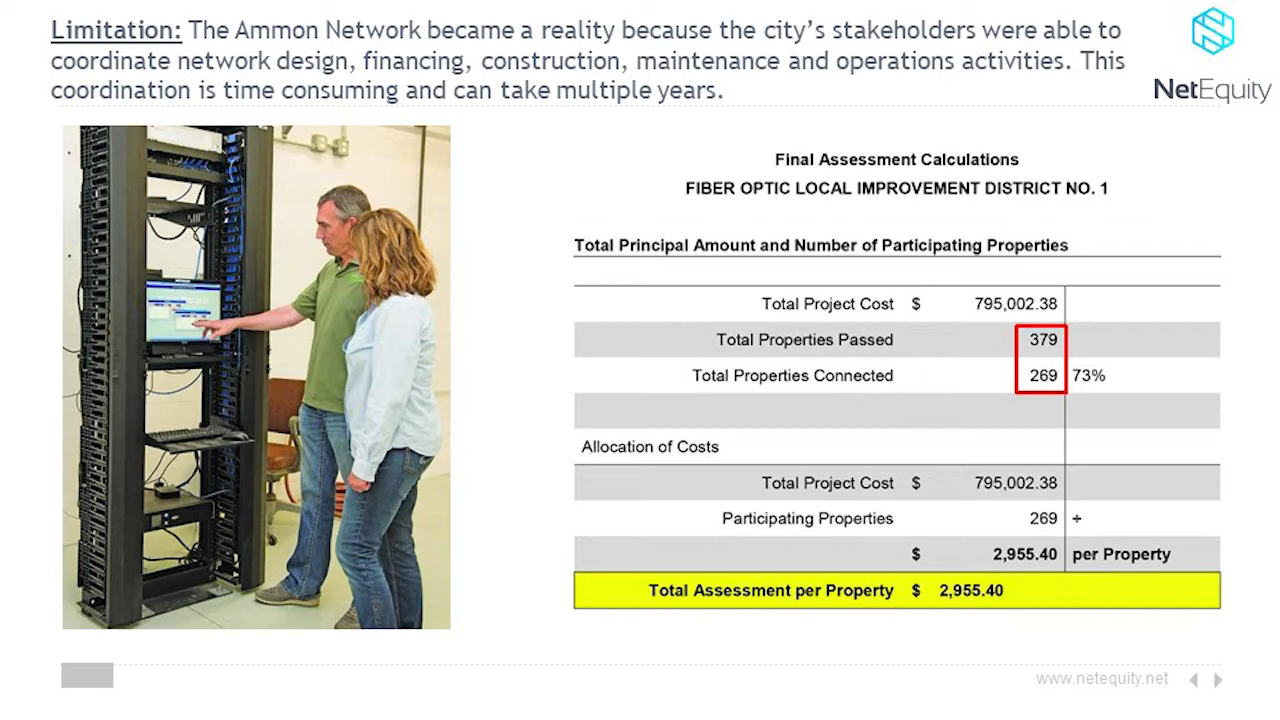 Limitation: The Ammon Network became a reality because the city's stakeholders were able to
coordinate network design, financing, construction, maintenance and operations activities. This
coordination is time consuming and can take multiple years.
NetEquity
Final Assessment Calculations
FIBER OPTIC LOCAL IMPROVEMENT DISTRICT NO. 1
Total Principal Amount and Number of Participating Properties
Total Project Cost $ 795,002.38
Total Properties Passed 379
Total Properties Connected 269 73%
Allocation of Costs
Total Project Cost $ 795,002.38
Participating Properties 269 ÷
$ 2,955.40 per Property
Total Assessment per Property $ 2,955.40
www.netequity.net